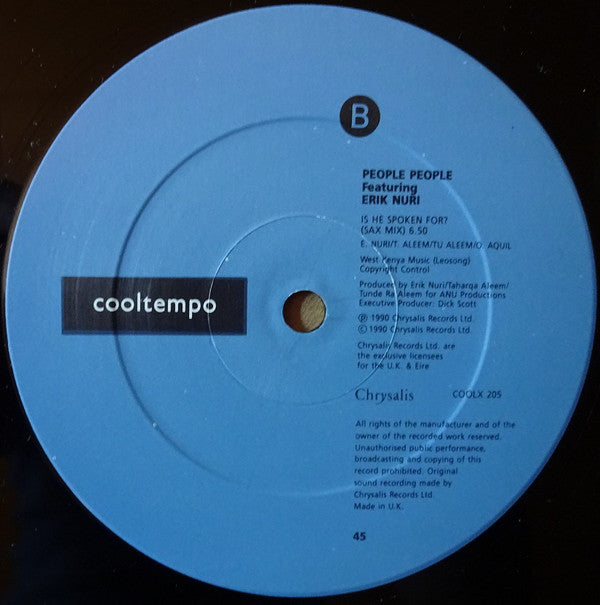 B
PEOPLE PEOPLE
Featuring
ERIK NURI
IS HE SPOKEN FOR?
(SAX MIX) 6.50
E. NURI/T. ALEEM/TU ALEEM/O. AQUIL
West Kenya Music (Leosong)
Copyright Control
Produced by Erik Nuri/Taharqa Aleem/
Tunde Ra Aleem for ANU Productions
Executive Producer: Dick Scott
℗ 1990 Chrysalis Records Ltd.
© 1990 Chrysalis Records Ltd.
Chrysalis Records Ltd. are
the exclusive licensees
for the U.K. & Eire
cooltempo
Chrysalis COOLX 205
All rights of the manufacturer and of the
owner of the recorded work reserved.
Unauthorised public performance,
broadcasting and copying of this
record prohibited. Original
sound recording made by
Chrysalis Records Ltd.
Made in U.K.
45